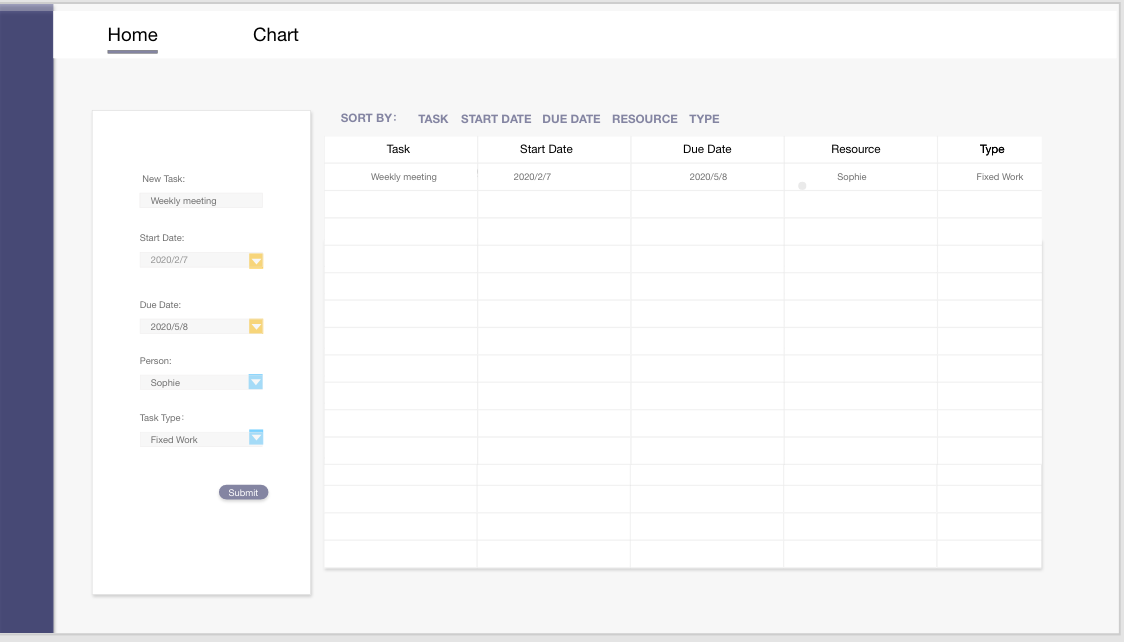 Home Chart
New Task:
Weekly meeting
Start Date:
2020/2/7
Due Date:
2020/5/8
Person:
Sophie
Task Type:
Fixed Work
Submit
SORT BY: TASK START DATE DUE DATE RESOURCE TYPE
Task Start Date Due Date Resource Type
Weekly meeting 2020/2/7 2020/5/8 Sophie Fixed Work